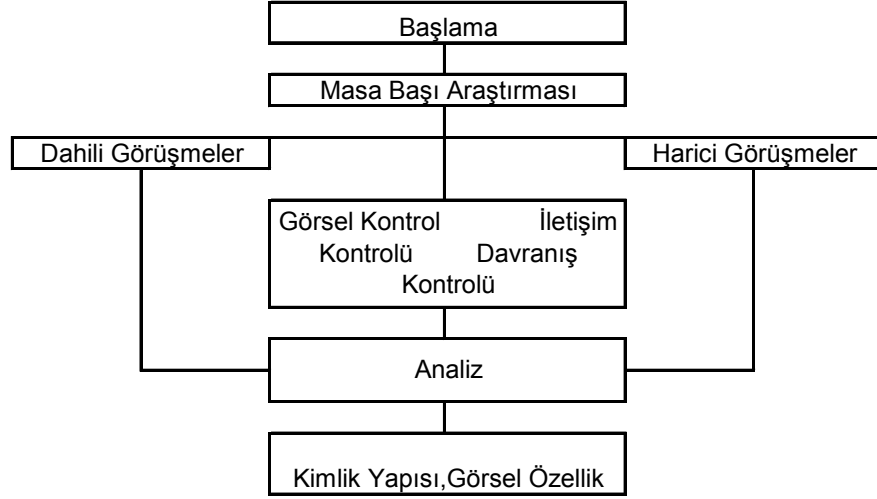 Başlama
Masa Başı Araştırması
Dahili Görüşmeler
Harici Görüşmeler
Görsel Kontrol İletişim
Kontrolü Davranış
Kontrolü
Analiz
Kimlik Yapısı,Görsel Özellik